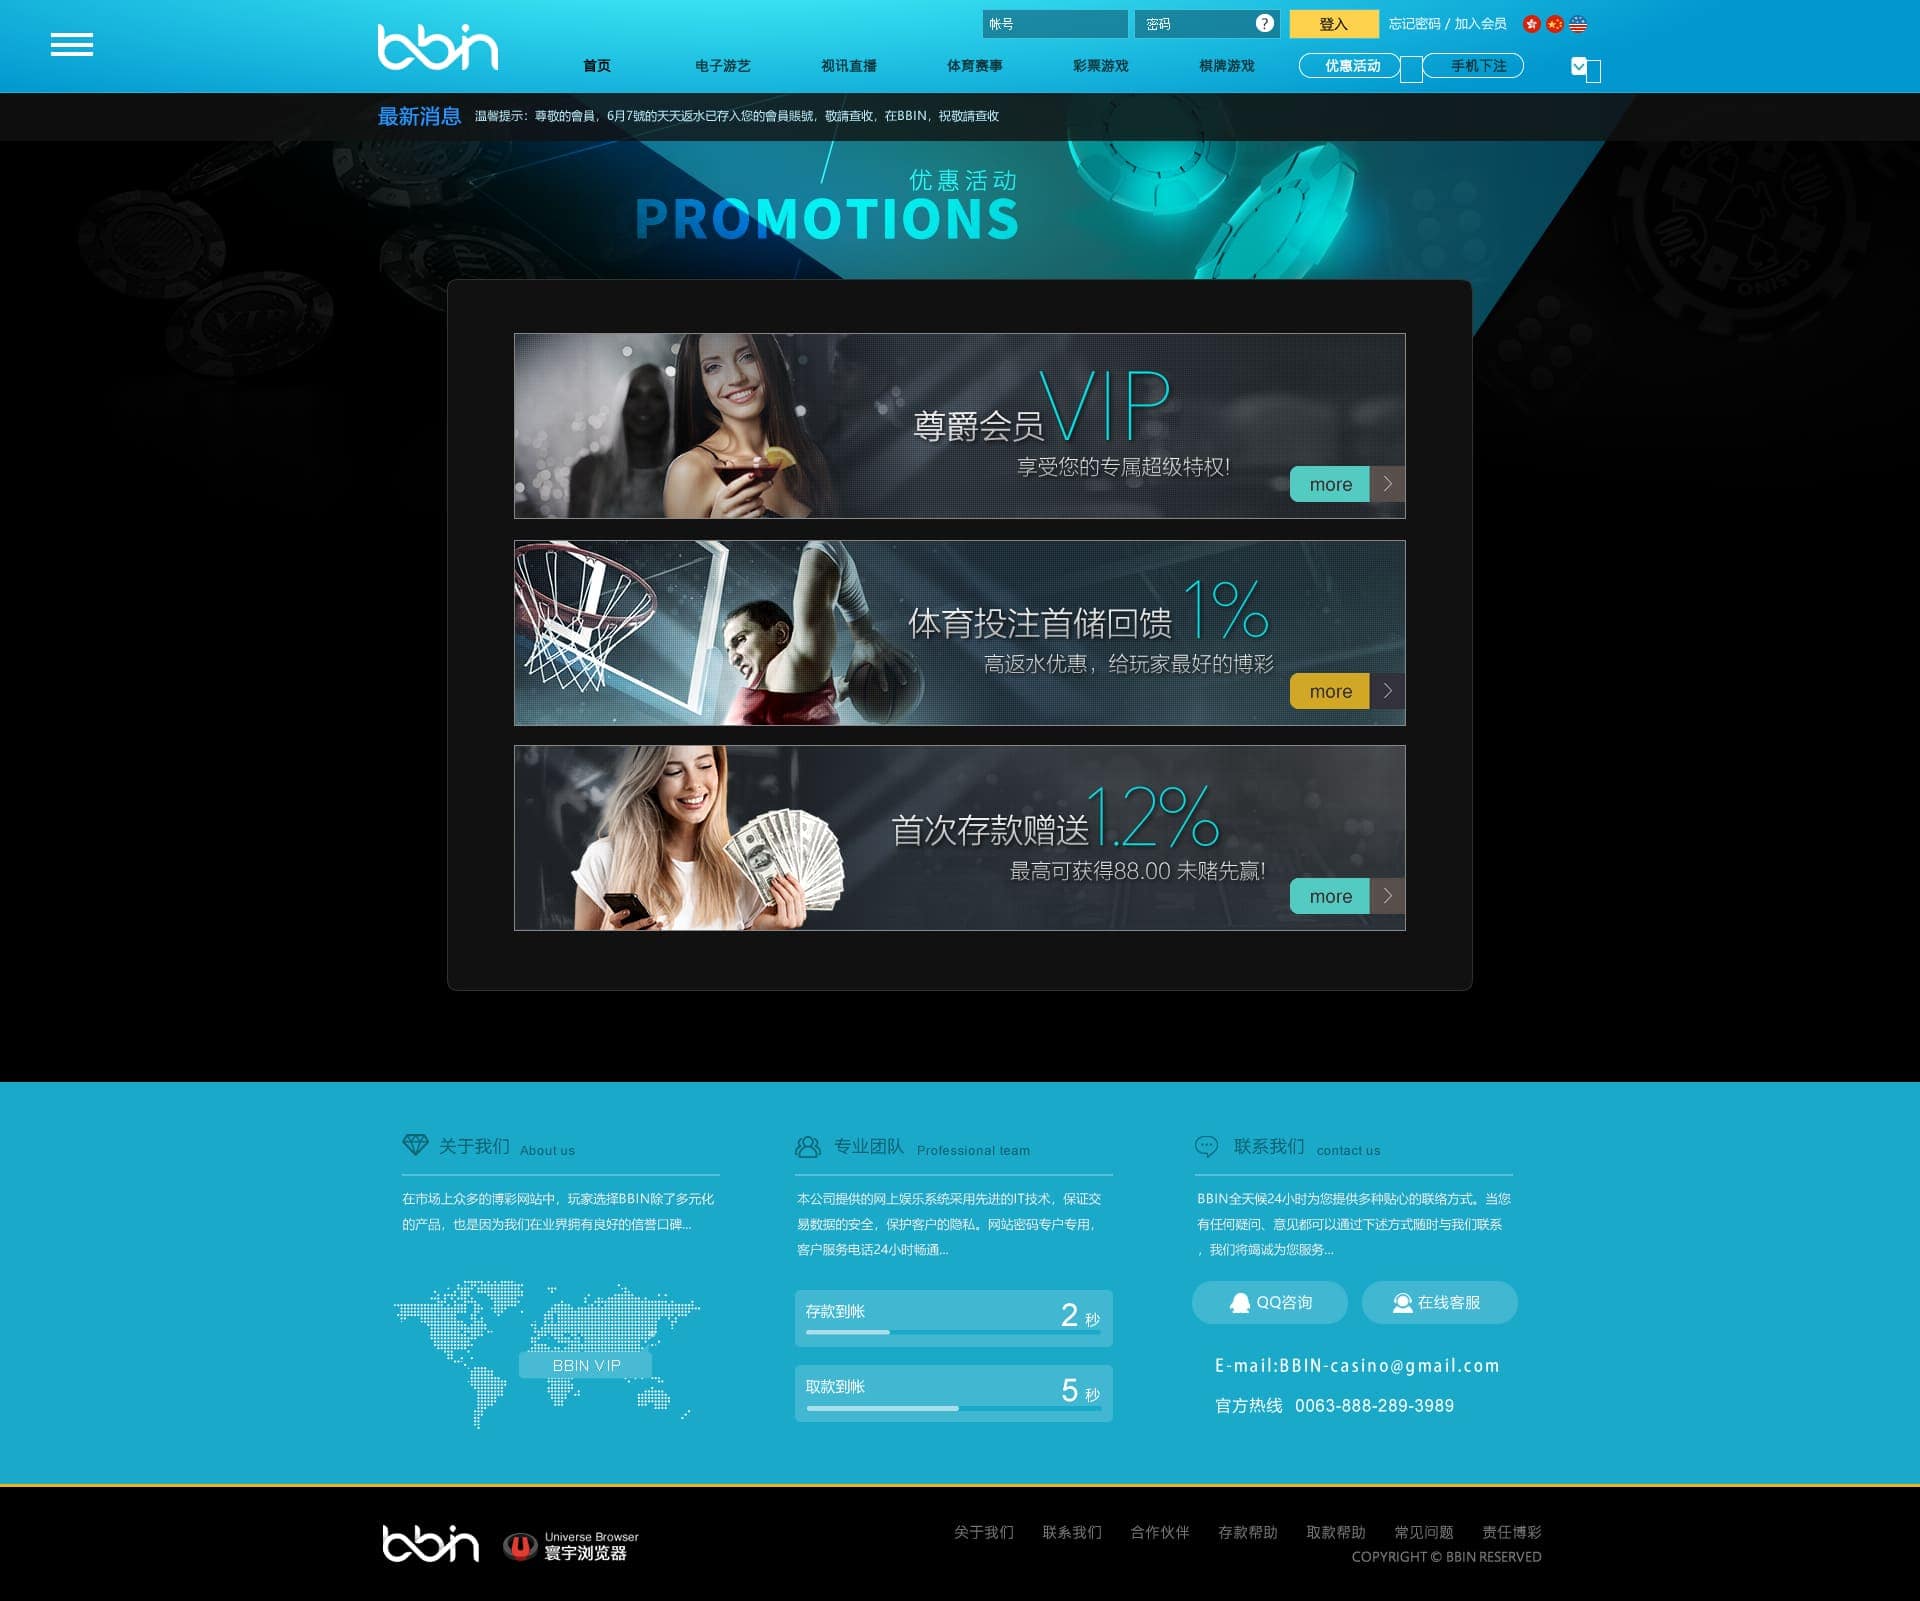 帐号
密码
?
登入
忘记密码 / 加入会员
bbin
首页
电子游艺
视讯直播
体育赛事
彩票游戏
棋牌游戏
优惠活动
手机下注
最新消息
温馨提示：尊敬的會員，6月7號的天天返水已存入您的會員賬號，敬請查收，在BBIN，祝敬請查收
优惠活动
PROMOTIONS
尊爵会员VIP
享受您的专属超级特权!
more
体育投注首储回馈 1%
高返水优惠，给玩家最好的博彩
more
首次存款赠送1.2%
最高可获得88.00 未赌先赢!
more
关于我们 About us
在市场上众多的博彩网站中，玩家选择BBIN除了多元化
的产品，也是因为我们在业界拥有良好的信誉口碑...
BBIN VIP
专业团队 Professional team
本公司提供的网上娱乐系统采用先进的IT技术，保证交
易数据的安全，保护客户的隐私。网站密码专户专用，
客户服务电话24小时畅通...
存款到帐 2 秒
取款到帐 5 秒
联系我们 contact us
BBIN全天候24小时为您提供多种贴心的联络方式。当您
有任何疑问、意见都可以通过下述方式随时与我们联系
，我们将竭诚为您服务...
QQ咨询
在线客服
E-mail:BBIN-casino@gmail.com
官方热线 0063-888-289-3989
bbin
Universe Browser
寰宇浏览器
关于我们 联系我们 合作伙伴 存款帮助 取款帮助 常见问题 责任博彩
COPYRIGHT © BBIN RESERVED